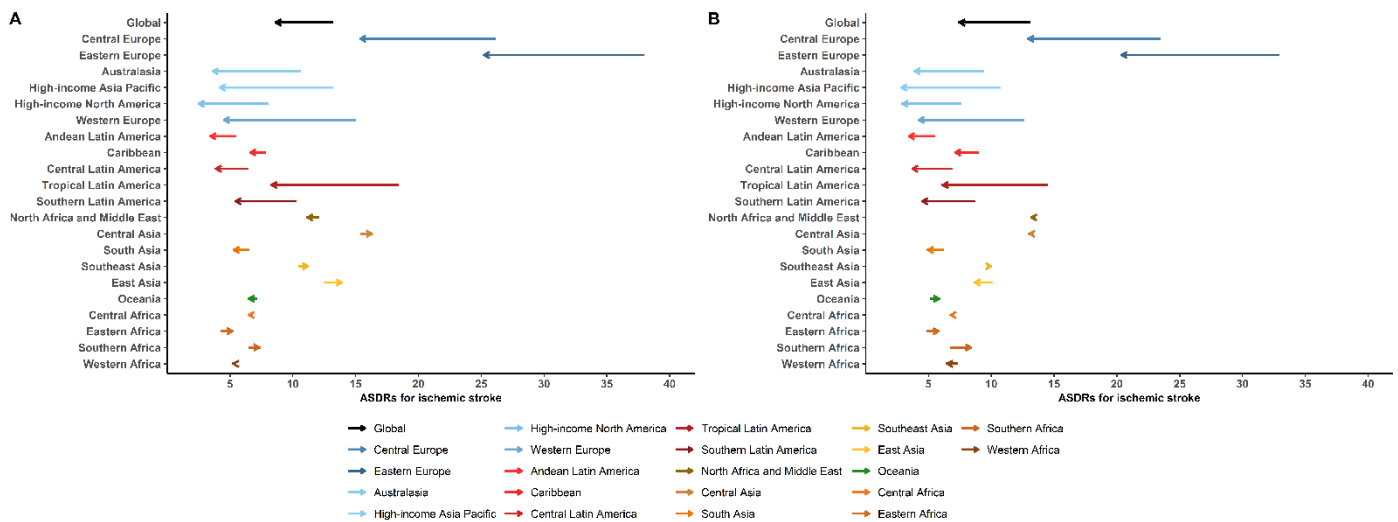 A
Global
Central Europe
Eastern Europe
Australasia
High-income Asia Pacific
High-income North America
Western Europe
Andean Latin America
Caribbean
Central Latin America
Tropical Latin America
Southern Latin America
North Africa and Middle East
Central Asia
South Asia
Southeast Asia
East Asia
Oceania
Central Africa
Eastern Africa
Southern Africa
Western Africa
5 10 15 20 25 30 35 40
ASDRs for ischemic stroke
B
Global
Central Europe
Eastern Europe
Australasia
High-income Asia Pacific
High-income North America
Western Europe
Andean Latin America
Caribbean
Central Latin America
Tropical Latin America
Southern Latin America
North Africa and Middle East
Central Asia
South Asia
Southeast Asia
East Asia
Oceania
Central Africa
Eastern Africa
Southern Africa
Western Africa
5 10 15 20 25 30 35 40
ASDRs for ischemic stroke
Global
Central Europe
Eastern Europe
Australasia
High-income Asia Pacific
High-income North America
Western Europe
Andean Latin America
Caribbean
Central Latin America
Tropical Latin America
Southern Latin America
North Africa and Middle East
Central Asia
South Asia
Southeast Asia
East Asia
Oceania
Central Africa
Eastern Africa
Southern Africa
Western Africa